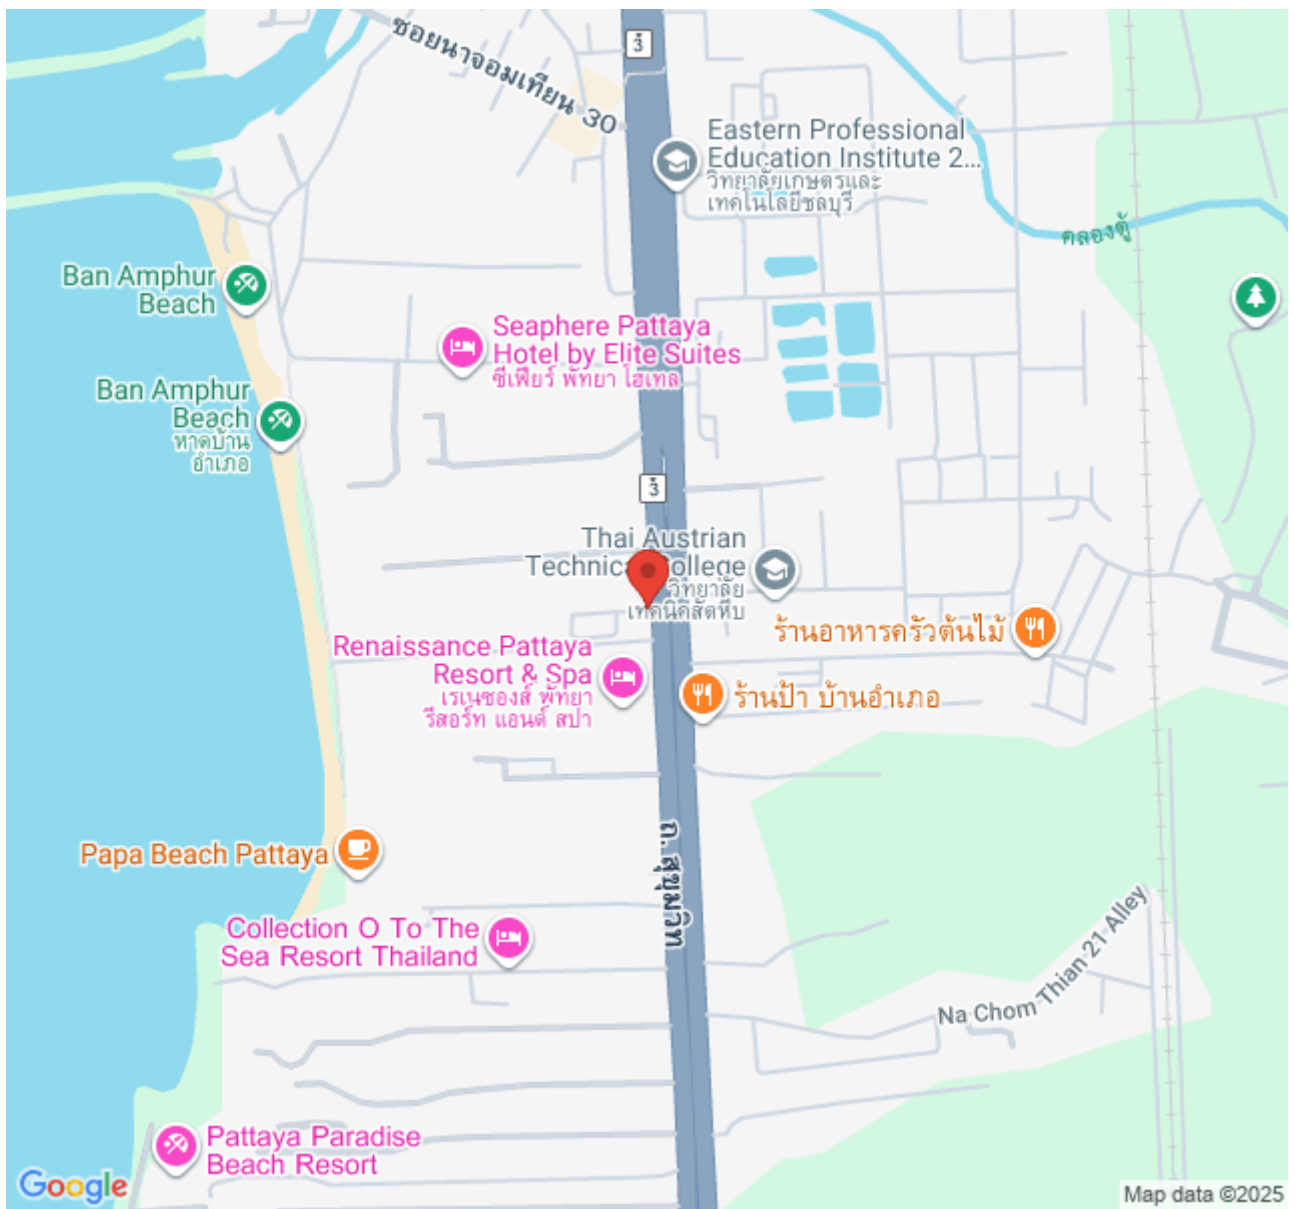 ซอยนาจอมเทียน 30
3
Eastern Professional
Education Institute 2...
วิทยาลัยเกษตรและ
เทคโนโลยีชลบุรี
คลองตู้
Ban Amphur
Beach
Seaphere Pattaya
Hotel by Elite Suites
ซีเฟียร์ พัทยา โฮเทล
Ban Amphur
Beach
หาดบ้าน
อำเภอ
3
Thai Austrian
Technical College
วิทยาลัย
เทคนิคสัตหีบ
ร้านอาหารครัวต้นไม้
Renaissance Pattaya
Resort & Spa
เรเนซองส์ พัทยา
รีสอร์ท แอนด์ สปา
ร้านป้า บ้านอำเภอ
Papa Beach Pattaya
ถ. สุขุมวิท
Collection O To The
Sea Resort Thailand
Na Chom Thian 21 Alley
Pattaya Paradise
Beach Resort
Google
Map data ©2025